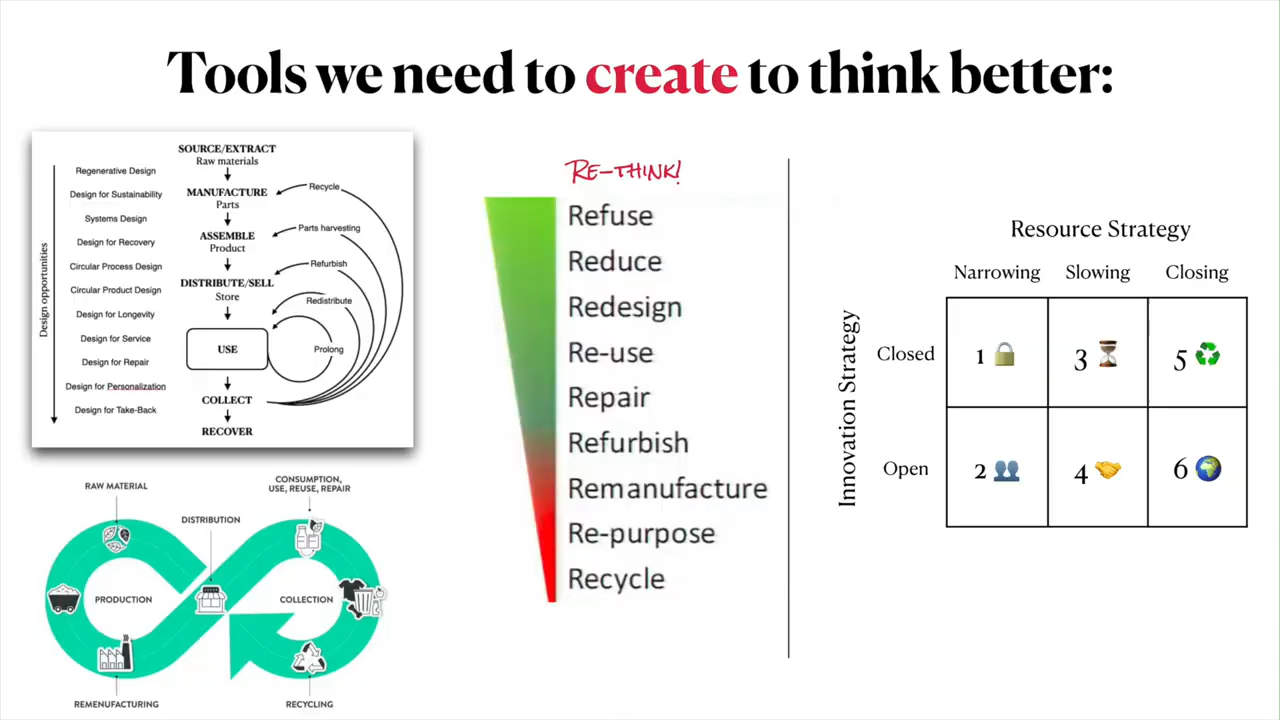 Tools we need to create to think better:
SOURCE/EXTRACT
Raw materials
MANUFACTURE
Parts
ASSEMBLE
Product
DISTRIBUTE/SELL
Store
USE
COLLECT
RECOVER
Design opportunities
Regenerative Design
Design for Sustainability
Systems Design
Design for Recovery
Circular Process Design
Circular Product Design
Design for Longevity
Design for Service
Design for Repair
Design for Personalization
Design for Take-Back
Recycle
Parts harvesting
Refurbish
Redistribute
Prolong
RAW MATERIAL
DISTRIBUTION
CONSUMPTION,
USE, REUSE, REPAIR
PRODUCTION
COLLECTION
REMENUFACTURING
RECYCLING
RE-THINK!
Refuse
Reduce
Redesign
Re-use
Repair
Refurbish
Remanufacture
Re-purpose
Recycle
Resource Strategy
Narrowing Slowing Closing
Innovation Strategy
Closed 1 3 5
Open 2 4 6